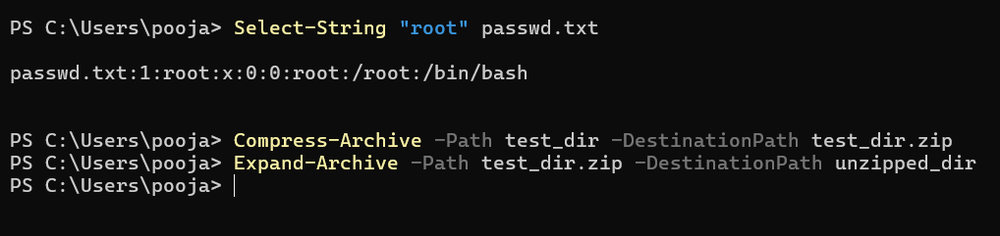 PS C:\Users\pooja> Select-String "root" passwd.txt
passwd.txt:1:root:x:0:0:root:/root:/bin/bash
PS C:\Users\pooja> Compress-Archive -Path test_dir -DestinationPath test_dir.zip
PS C:\Users\pooja> Expand-Archive -Path test_dir.zip -DestinationPath unzipped_dir
PS C:\Users\pooja>